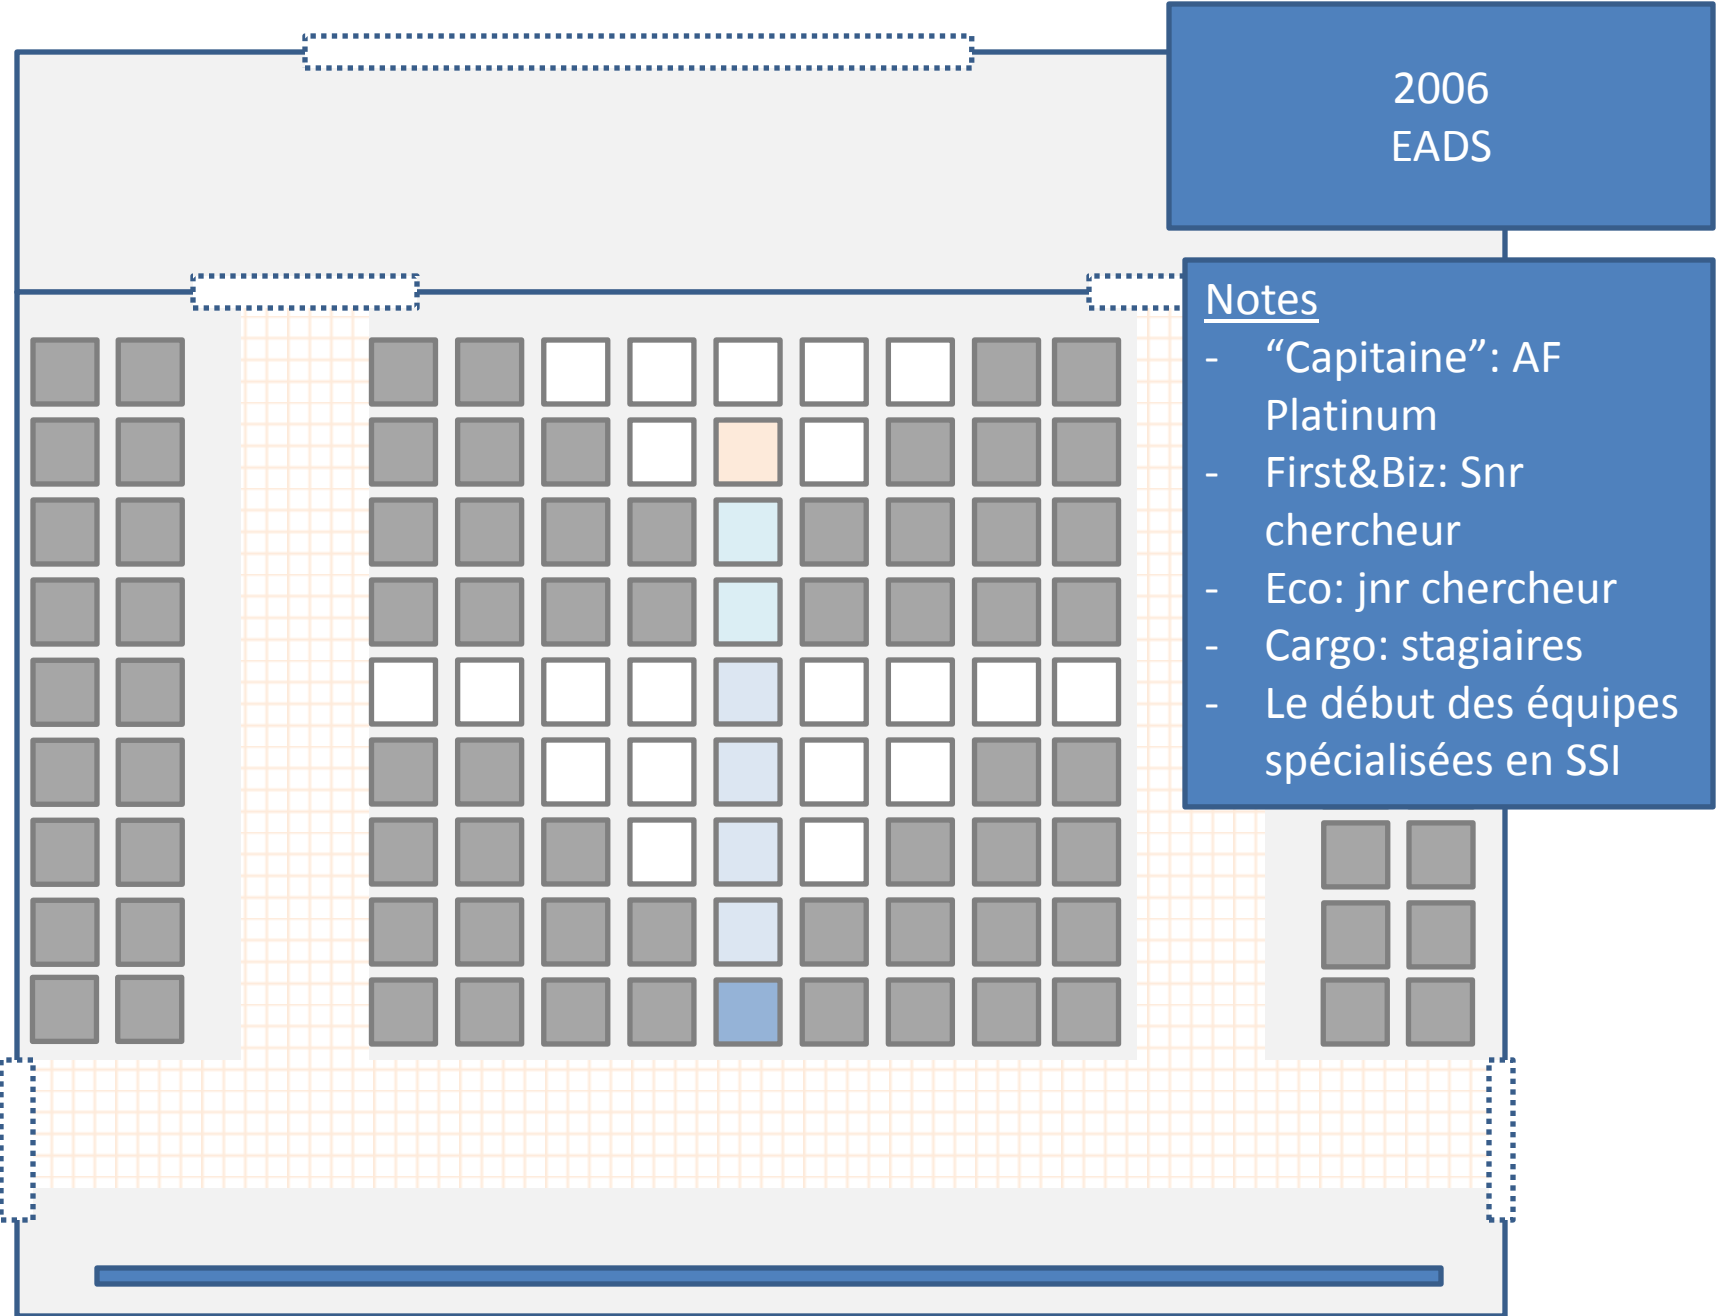 2006
EADS
Notes
- “Capitaine”: AF
Platinum
- First&Biz: Snr
chercheur
- Eco: jnr chercheur
- Cargo: stagiaires
- Le début des équipes
spécialisées en SSI